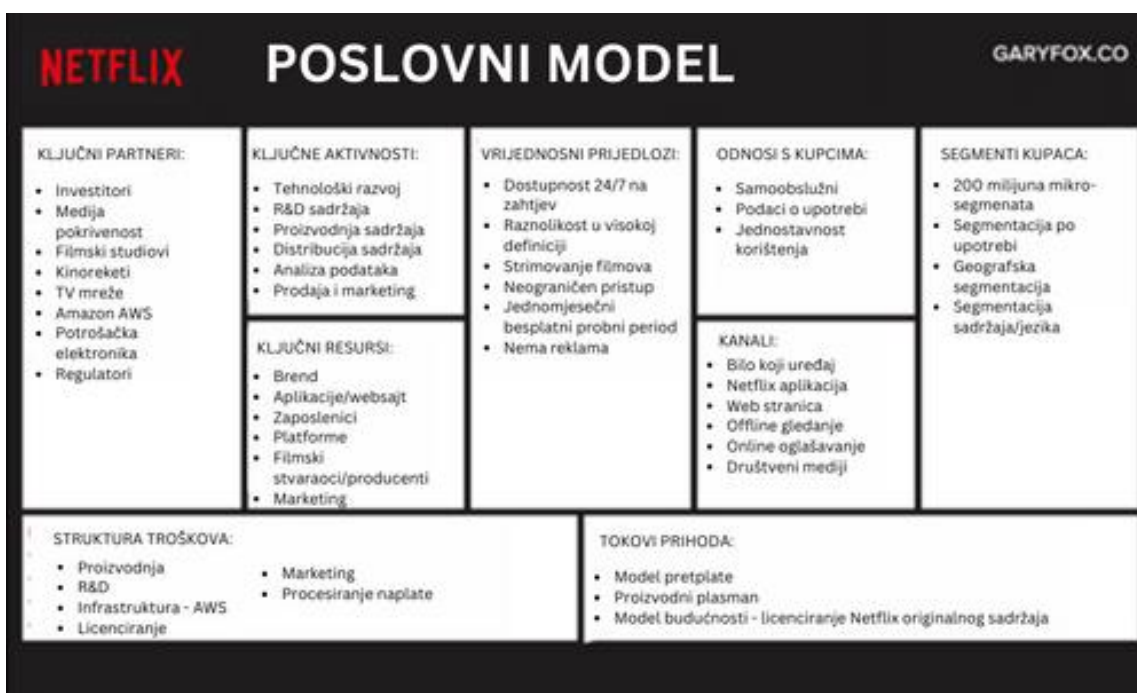 NETFLIX
POSLOVNI MODEL
GARYFOX.CO
KLJUČNI PARTNERI:
• Investitori
• Medija
pokrivenost
• Filmski studiovi
• Kinoreketi
• TV mreže
• Amazon AWS
• Potrošačka
elektronika
• Regulatori
KLJUČNE AKTIVNOSTI:
• Tehnološki razvoj
• R&D sadržaja
• Proizvodnja sadržaja
• Distribucija sadržaja
• Analiza podataka
• Prodaja i marketing
KLJUČNI RESURSI:
• Brend
• Aplikacije/websajt
• Zaposlenici
• Platforme
• Filmski
stvaraoci/producenti
• Marketing
VRIJEDNOSNI PRIJEDLOZI:
• Dostupnost 24/7 na
zahtjev
• Raznolikost u visokoj
definiciji
• Strimovanje filmova
• Neograničen pristup
• Jednomjesečni
besplatni probni period
• Nema reklama
ODNOSI S KUPCIMA:
• Samoobslužni
• Podaci o upotrebi
• Jednostavnost
korištenja
KANALI:
• Bilo koji uređaj
• Netflix aplikacija
• Web stranica
• Offline gledanje
• Online oglašavanje
• Društveni mediji
SEGMENTI KUPACA:
• 200 milijuna mikro-
segmenata
• Segmentacija po
upotrebi
• Geografska
segmentacija
• Segmentacija
sadržaja/jezika
STRUKTURA TROŠKOVA:
• Proizvodnja
• R&D
• Infrastruktura - AWS
• Licenciranje
• Marketing
• Procesiranje naplate
TOKOVI PRIHODA:
• Model pretplate
• Proizvodni plasman
• Model budućnosti - licenciranje Netflix originalnog sadržaja